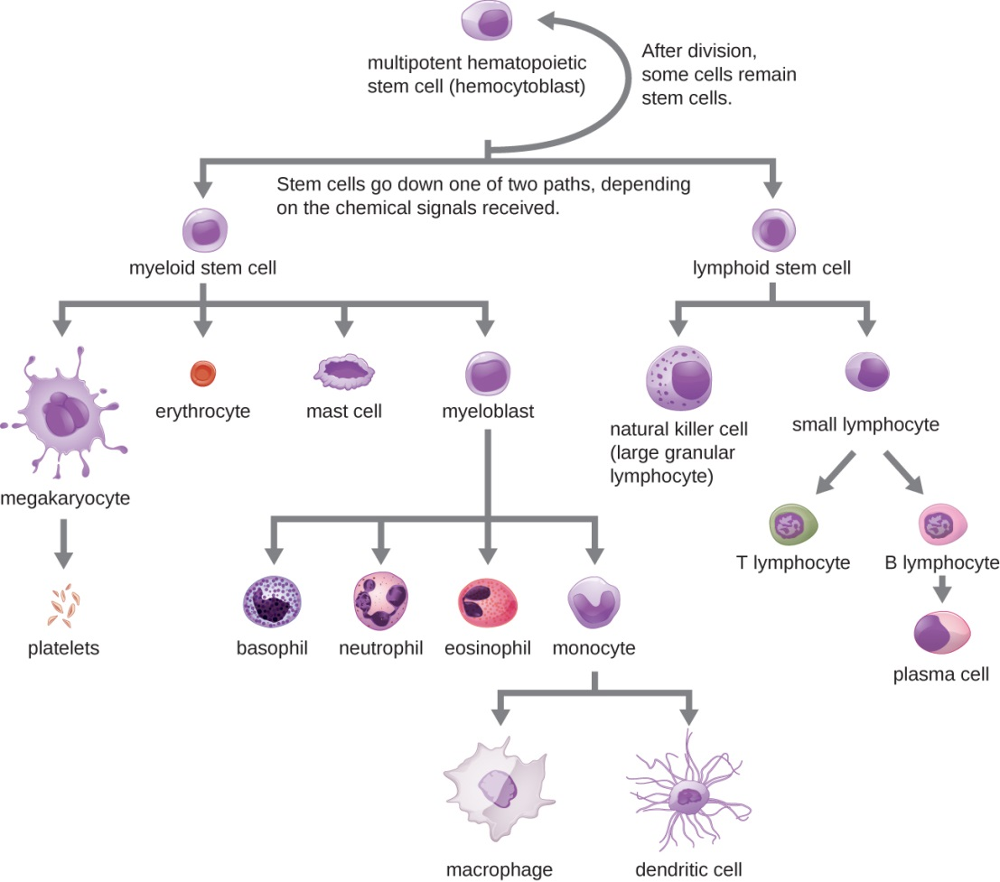 multipotent hematopoietic
stem cell (hemocytoblast)
After division,
some cells remain
stem cells.
Stem cells go down one of two paths, depending
on the chemical signals received.
myeloid stem cell
lymphoid stem cell
megakaryocyte
erythrocyte
mast cell
myeloblast
natural killer cell
(large granular
lymphocyte)
small lymphocyte
T lymphocyte
B lymphocyte
platelets
basophil
neutrophil
eosinophil
monocyte
plasma cell
macrophage
dendritic cell